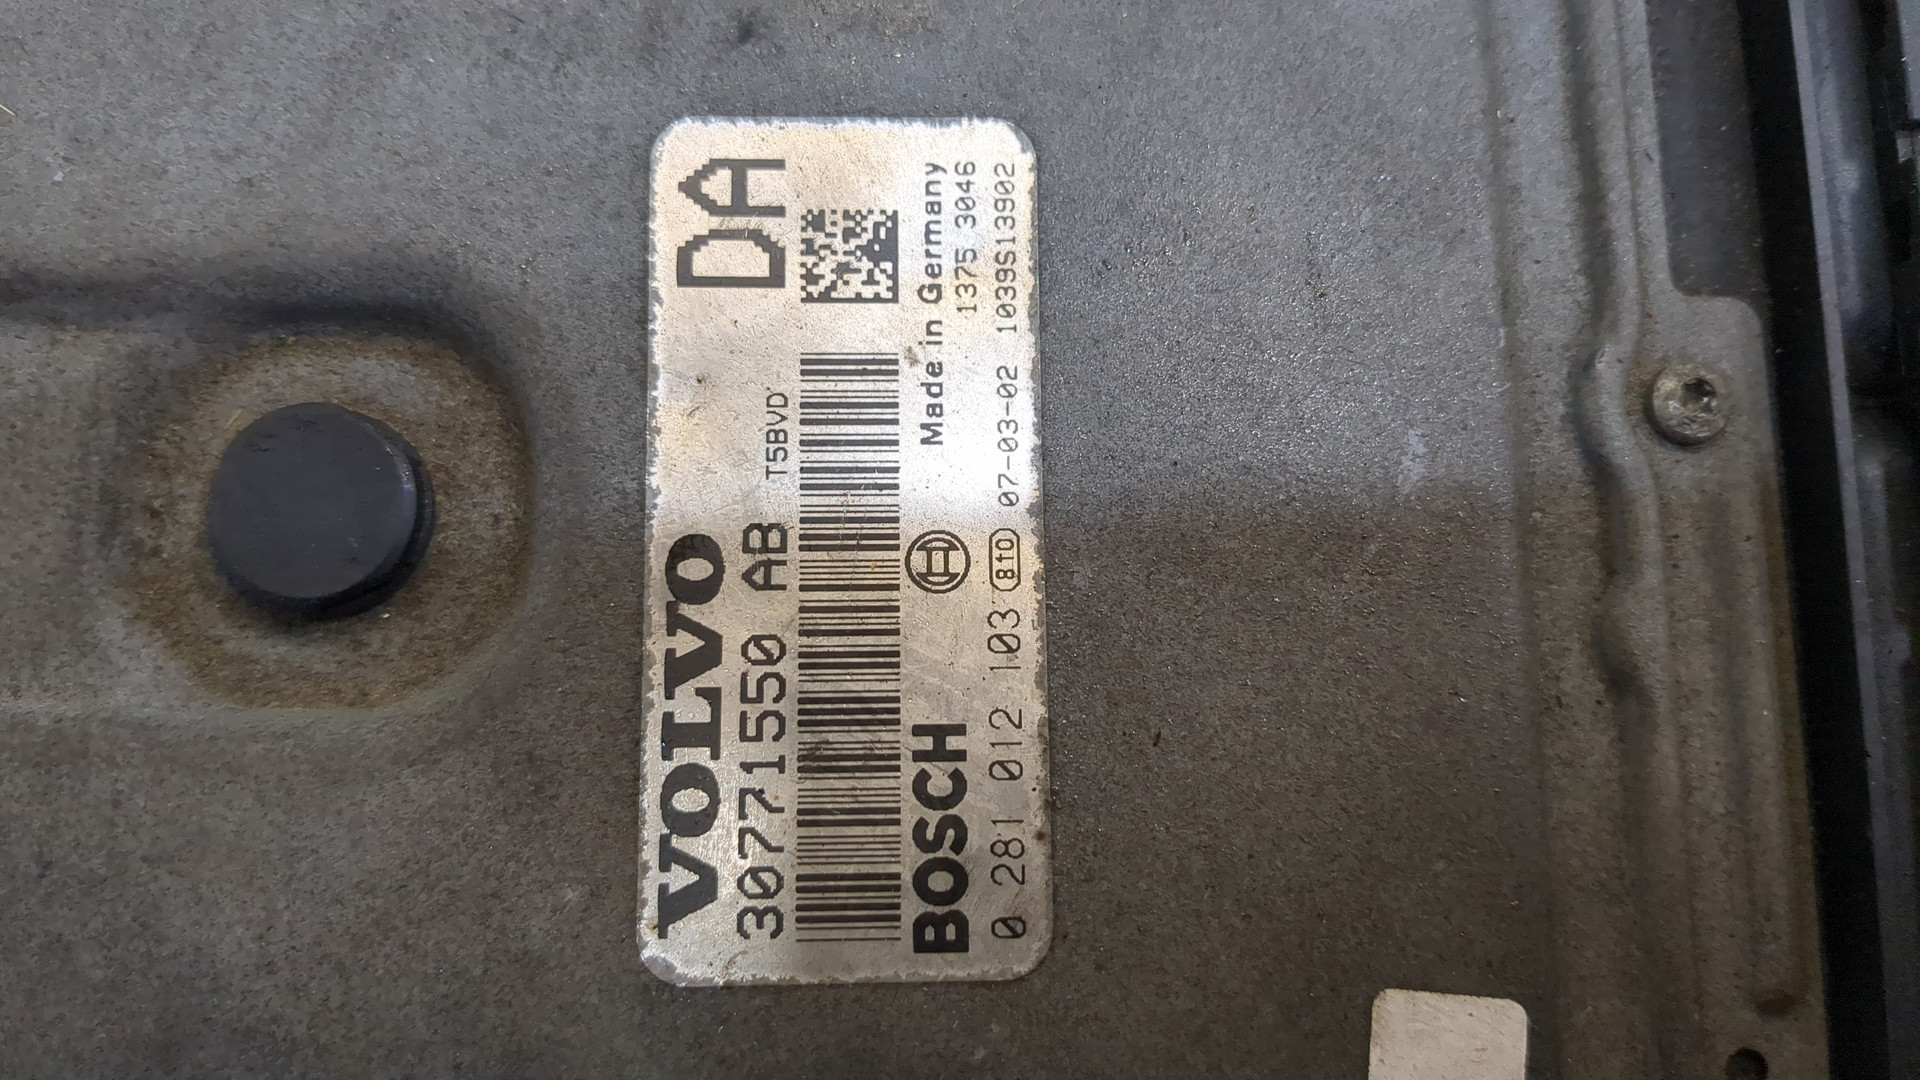 VOLVO
DA
30771550 AB
T5BVD
BOSCH
Made in Germany
1375 3046
0 281 012 103
018
07-03-02
1039S13902